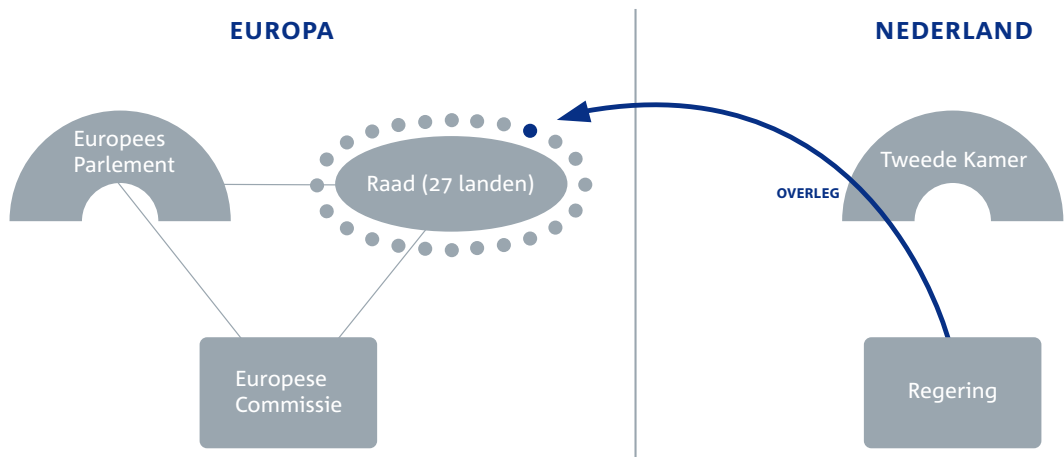 EUROPA
NEDERLAND
Europees
Parlement
Raad (27 landen)
Tweede Kamer
OVERLEG
Europese
Commissie
Regering